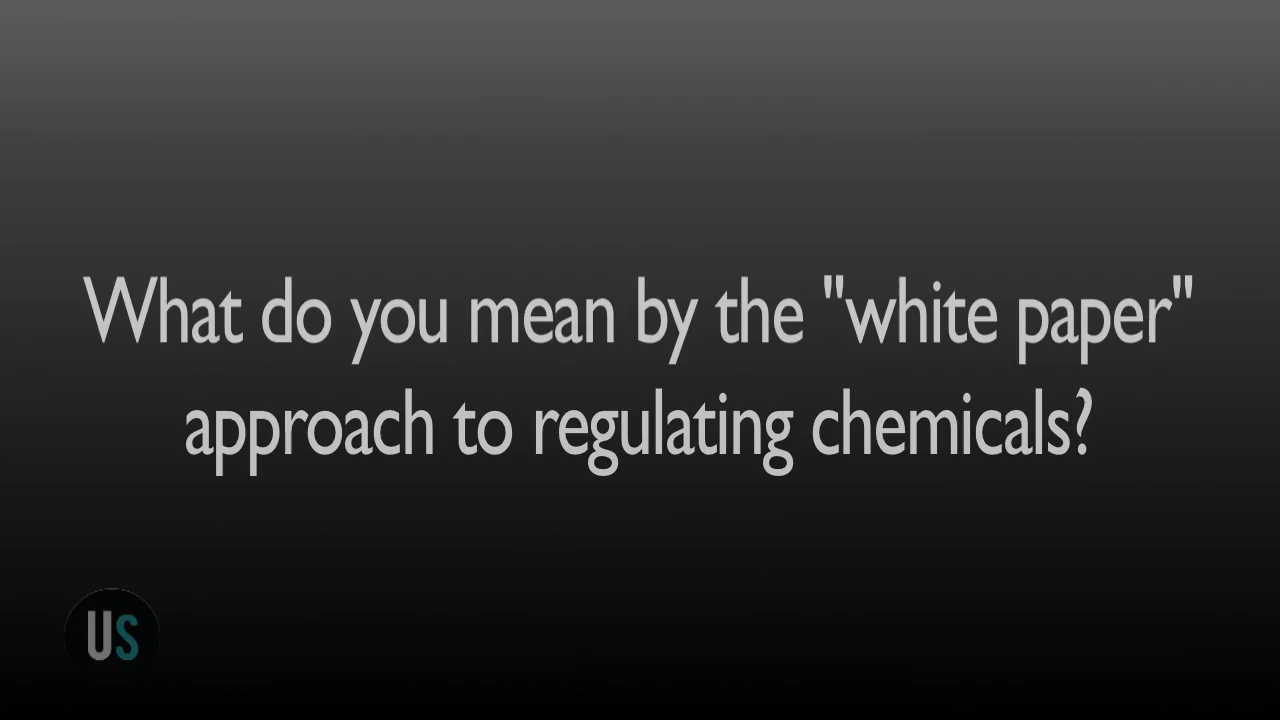 What do you mean by the "white paper"
approach to regulating chemicals?
US